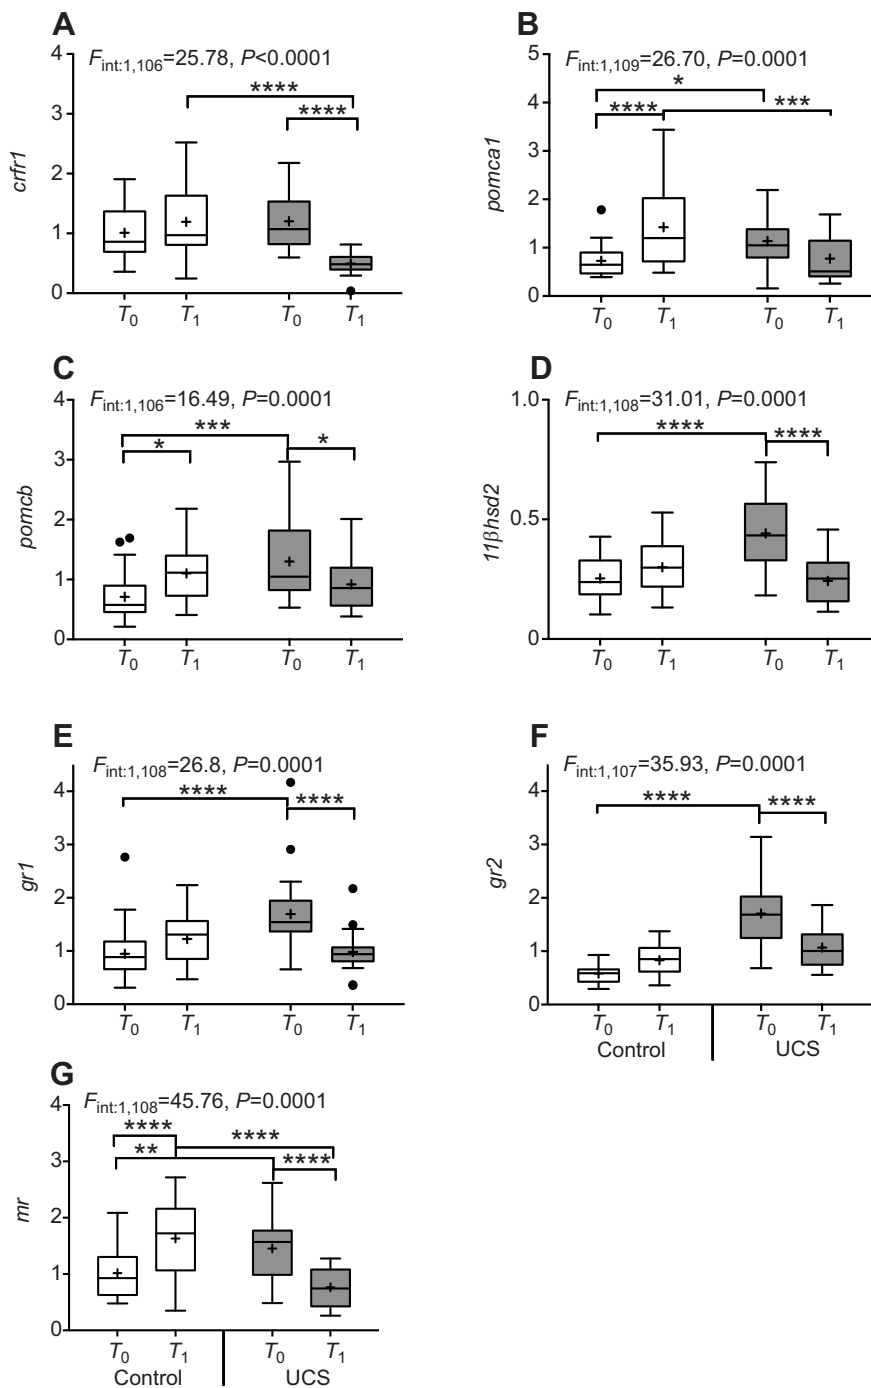 A
F int:1,106=25.78, P<0.0001
**** 
****
crfr1
4
3
2
1
0
T0 T1 T0 T1
B
F int:1,109=26.70, P=0.0001
*
**** ***
pomca1
5
4
3
2
1
0
T0 T1 T0 T1
C
F int:1,106=16.49, P=0.0001
***
* *
pomcb
4
3
2
1
0
T0 T1 T0 T1
D
F int:1,108=31.01, P=0.0001
**** ****
11βhsd2
1.0
0.5
0
T0 T1 T0 T1
E
F int:1,108=26.8, P=0.0001
**** ****
gr1
4
3
2
1
0
T0 T1 T0 T1
F
F int:1,107=35.93, P=0.0001
**** ****
gr2
4
3
2
1
0
T0 T1 T0 T1
Control UCS
G
F int:1,108=45.76, P=0.0001
**** ****
** ****
mr
4
3
2
1
0
T0 T1 T0 T1
Control UCS